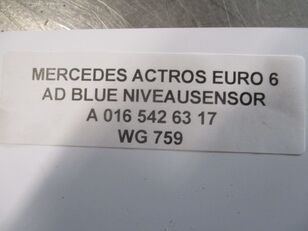 MERCEDES ACTROS EURO 6
AD BLUE NIVEAUSENSOR
A 016 542 63 17
WG 759